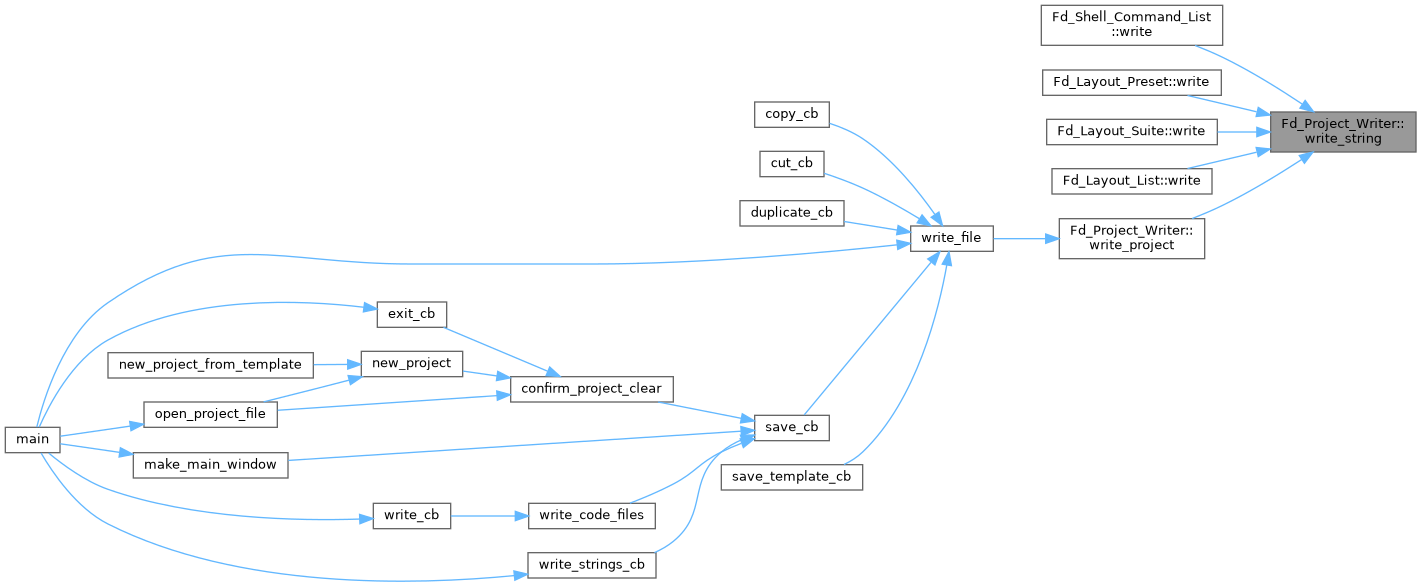 Fd_Shell_Command_List
::write
Fd_Layout_Preset::write
Fd_Project_Writer::
write_string
Fd_Layout_Suite::write
Fd_Layout_List::write
Fd_Project_Writer::
write_project
copy_cb
cut_cb
duplicate_cb
write_file
exit_cb
new_project_from_template
new_project
confirm_project_clear
open_project_file
main
save_cb
make_main_window
save_template_cb
write_cb
write_code_files
write_strings_cb